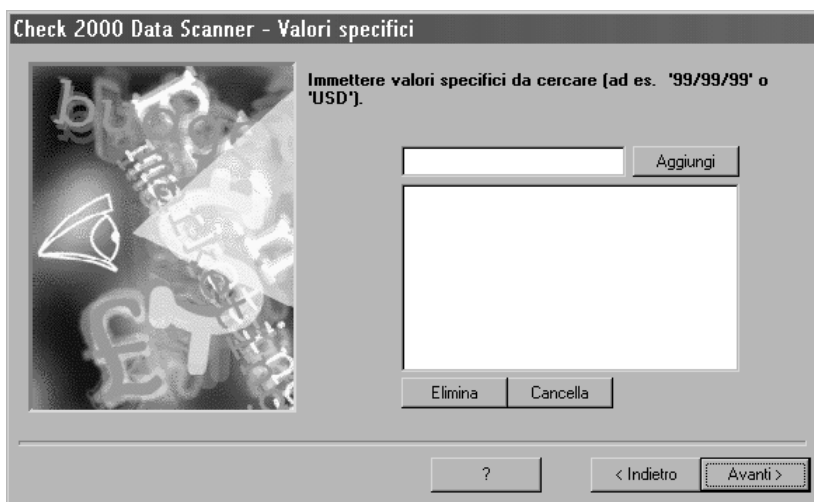 Check 2000 Data Scanner - Valori specifici
Immettere valori specifici da cercare (ad es.  '99/99/99' o
'USD').
Aggiungi
Elimina
Cancella
?
< Indietro
Avanti >